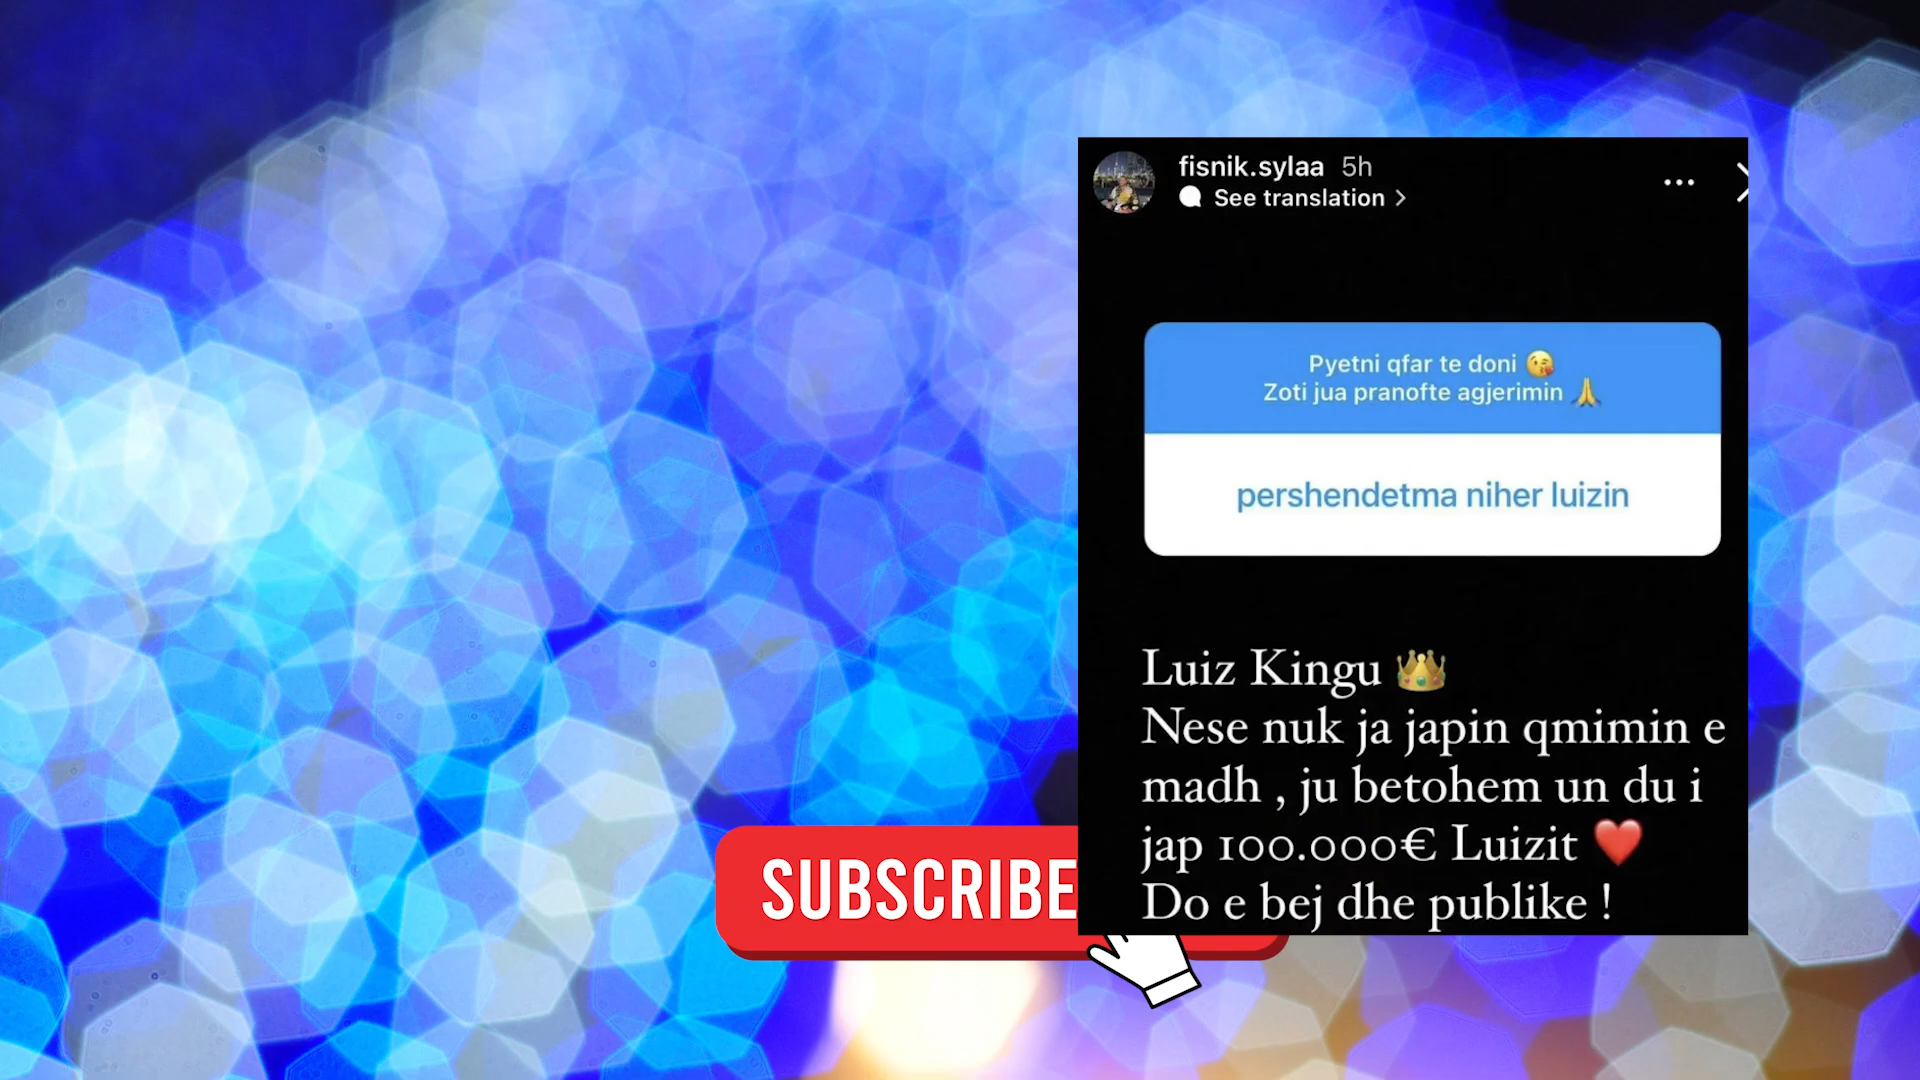 fisnik.sylaa 5h
See translation
Pyetni qfar te doni 😘
Zoti jua pranofte agjerimin 🙏
pershendetma niher luizin
Luiz Kingu 👑
Nese nuk ja japin qmimin e
madh , ju betohem un du i
jap 100.000€ Luizit ❤️
Do e bej dhe publike !
SUBSCRIBE